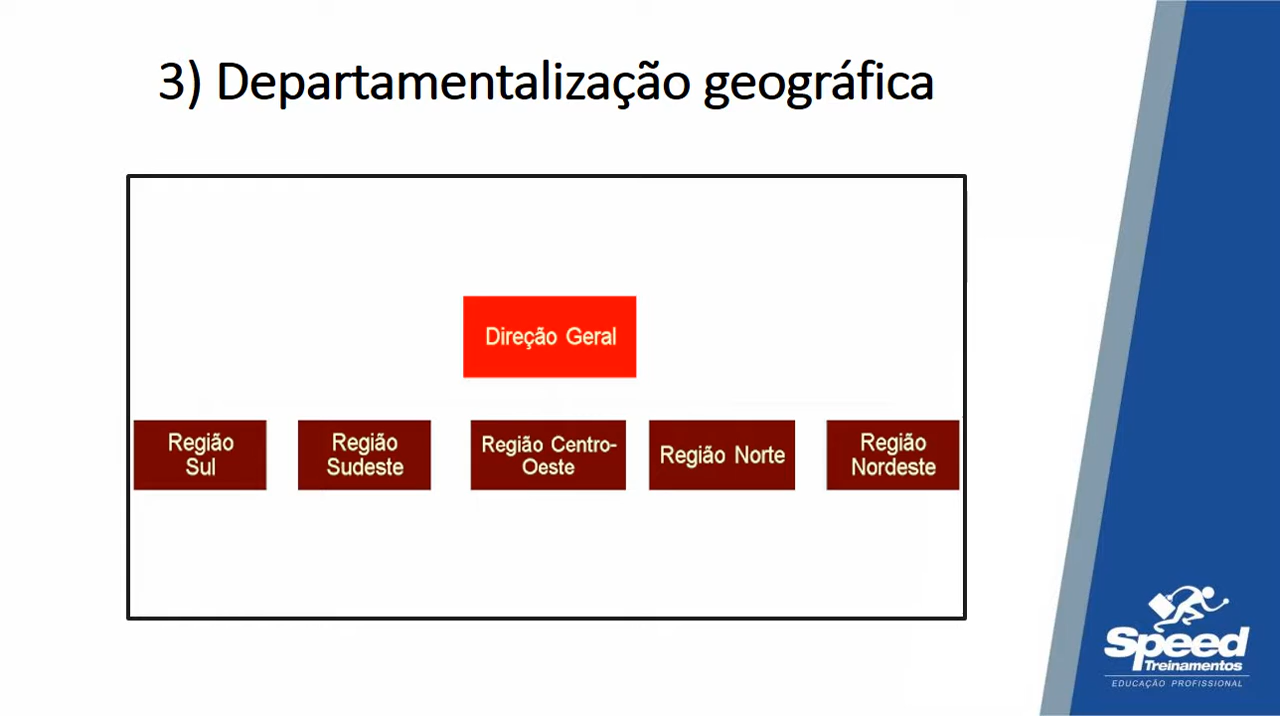 3) Departamentalização geográfica
Direção Geral
Região
Sul
Região
Sudeste
Região Centro-
Oeste
Região Norte
Região
Nordeste
Speed
Treinamentos
EDUCAÇÃO PROFISSIONAL